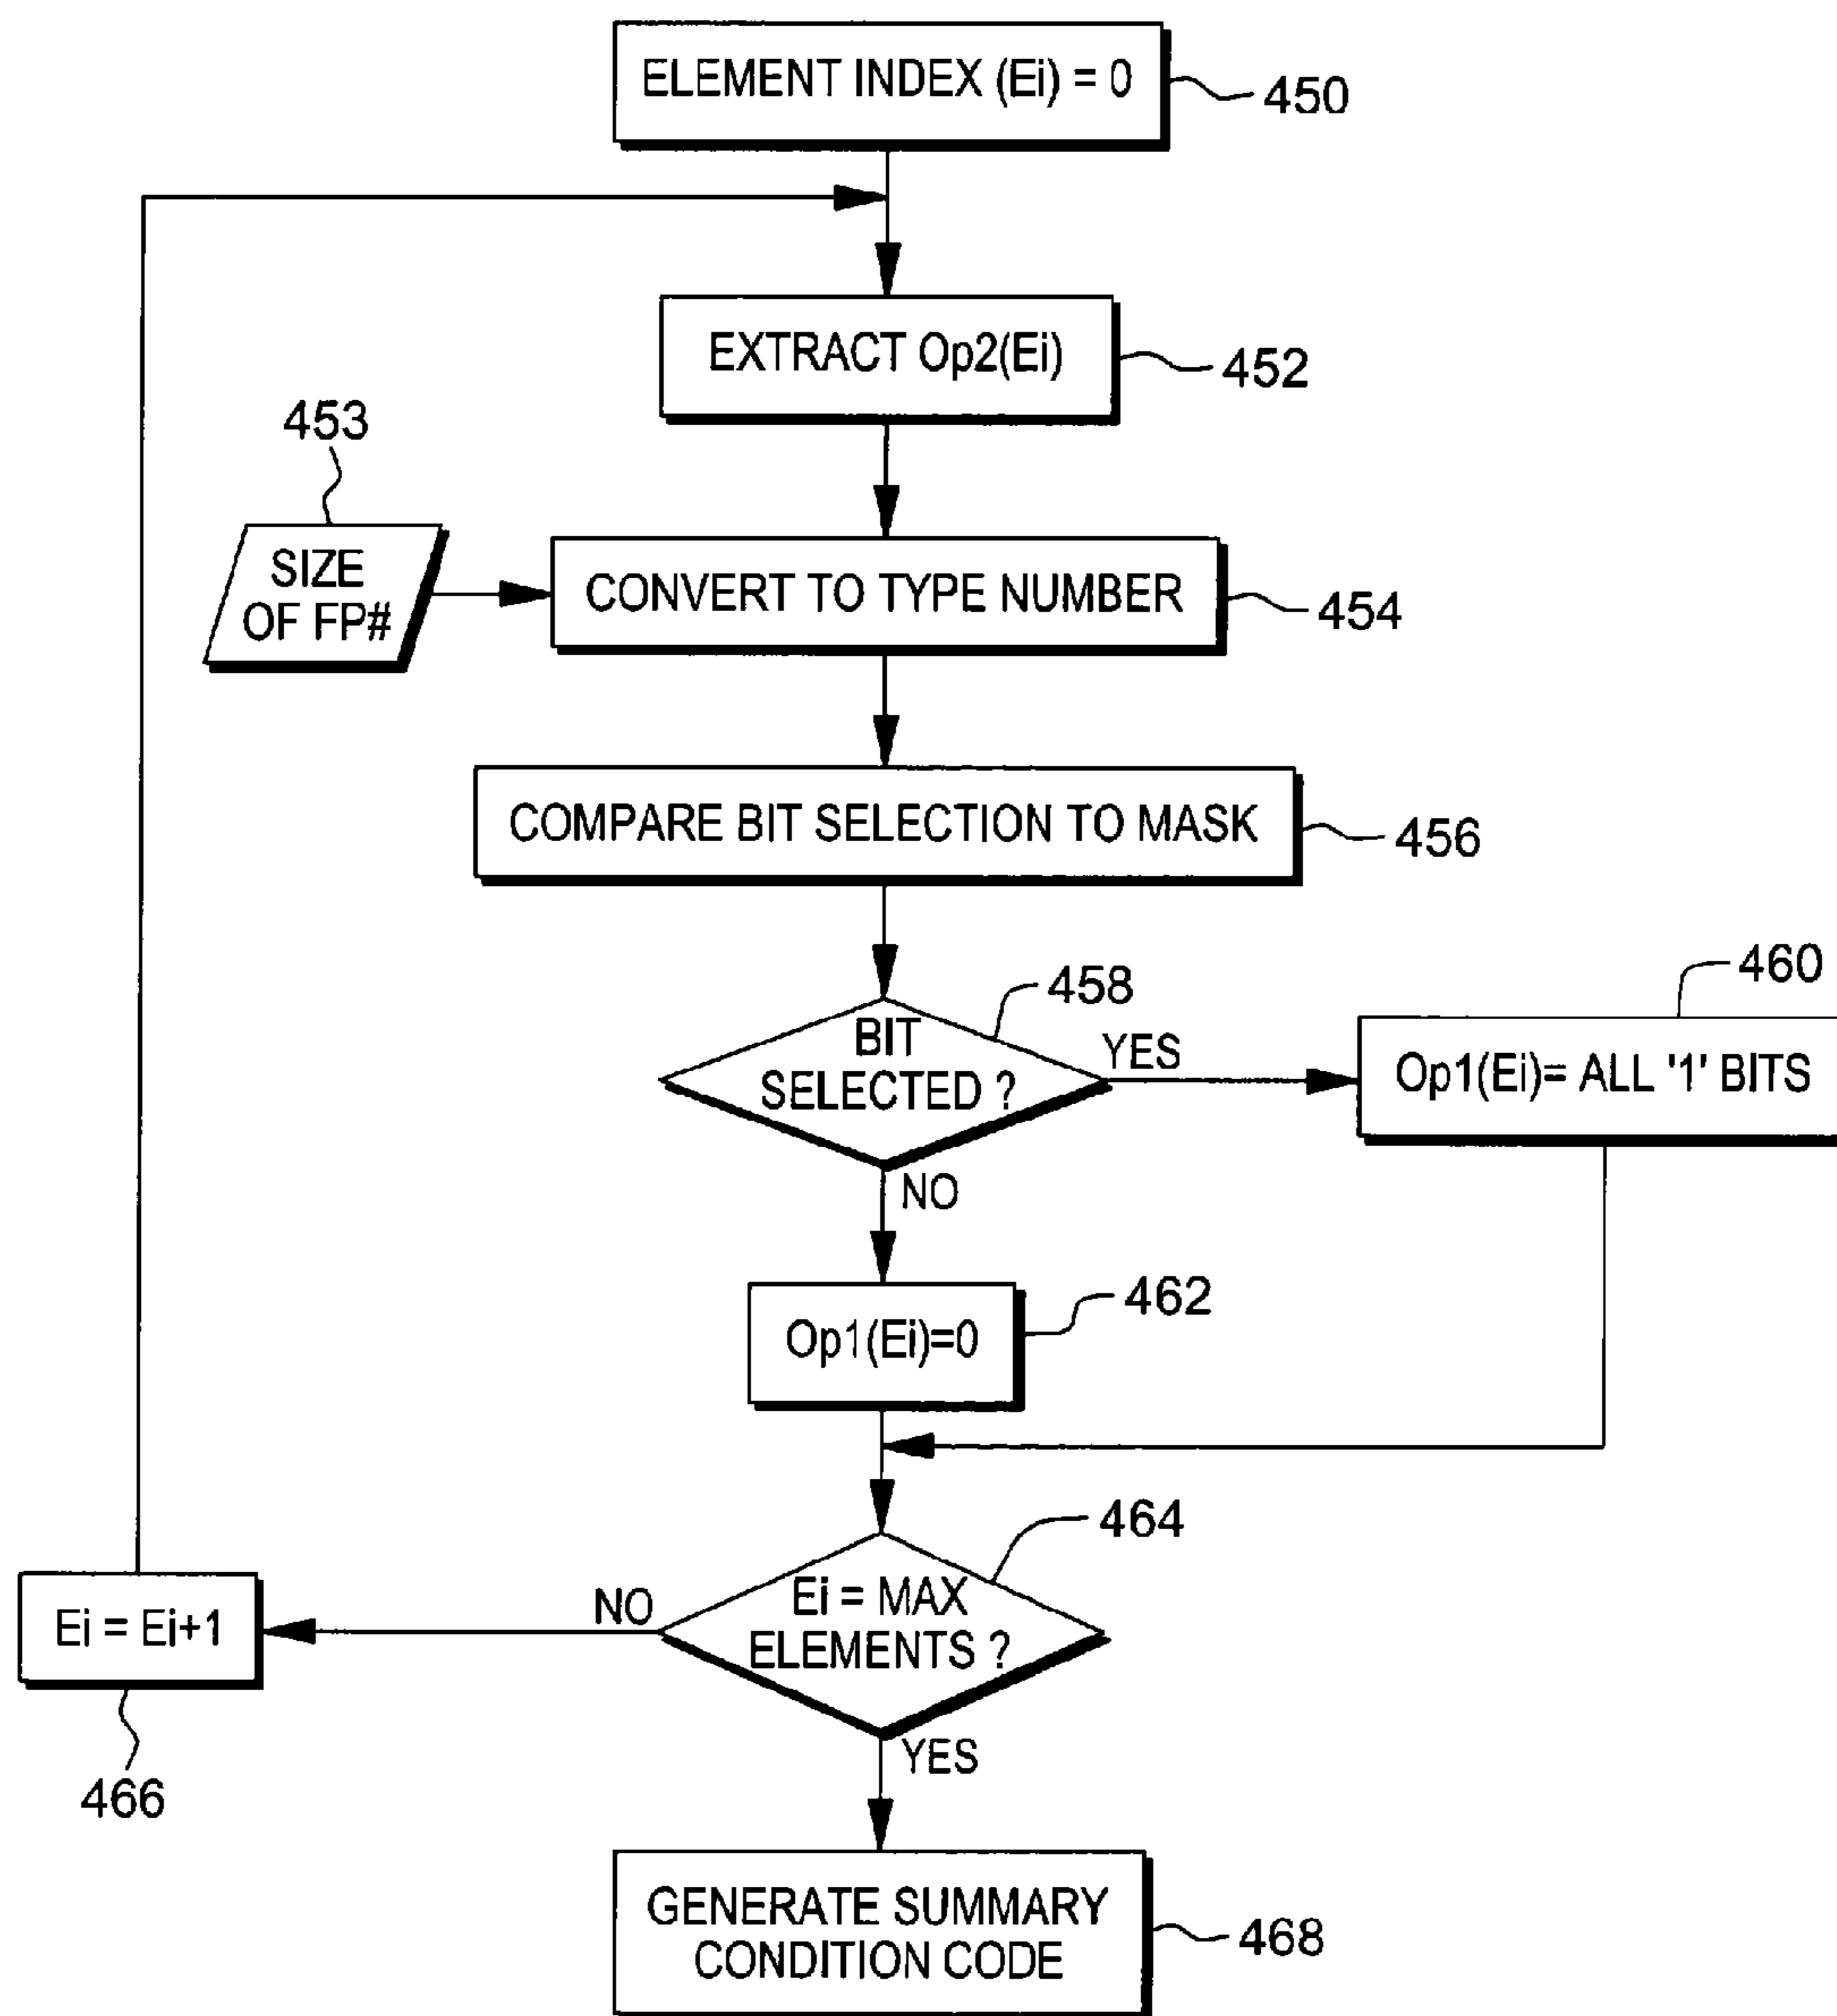 ELEMENT INDEX (Ei) = 0
450
EXTRACT Op2(Ei)
452
453
SIZE
OF FP#
CONVERT TO TYPE NUMBER
454
COMPARE BIT SELECTION TO MASK
456
458
BIT
SELECTED ?
YES
460
Op1(Ei)= ALL '1' BITS
NO
462
Op1(Ei)=0
464
Ei = MAX
ELEMENTS ?
NO
Ei = Ei+1
466
YES
GENERATE SUMMARY
CONDITION CODE
468